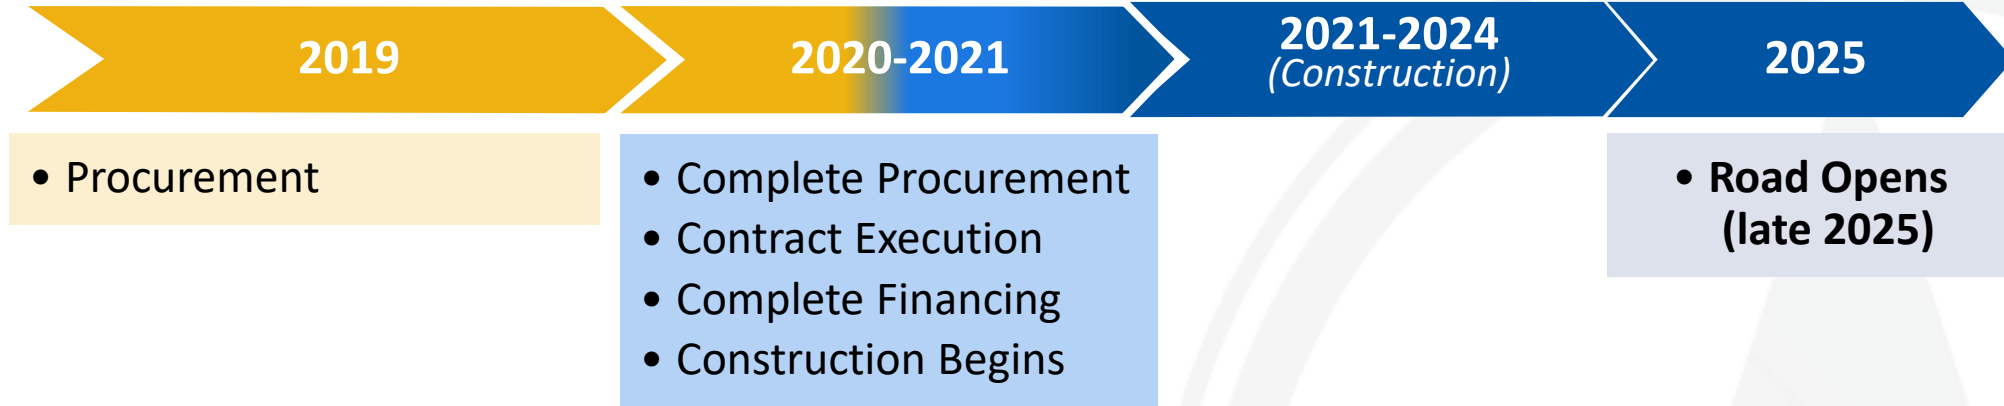 2019
2020-2021
2021-2024
(Construction)
2025
• Procurement
• Complete Procurement
• Contract Execution
• Complete Financing
• Construction Begins
• Road Opens
(late 2025)